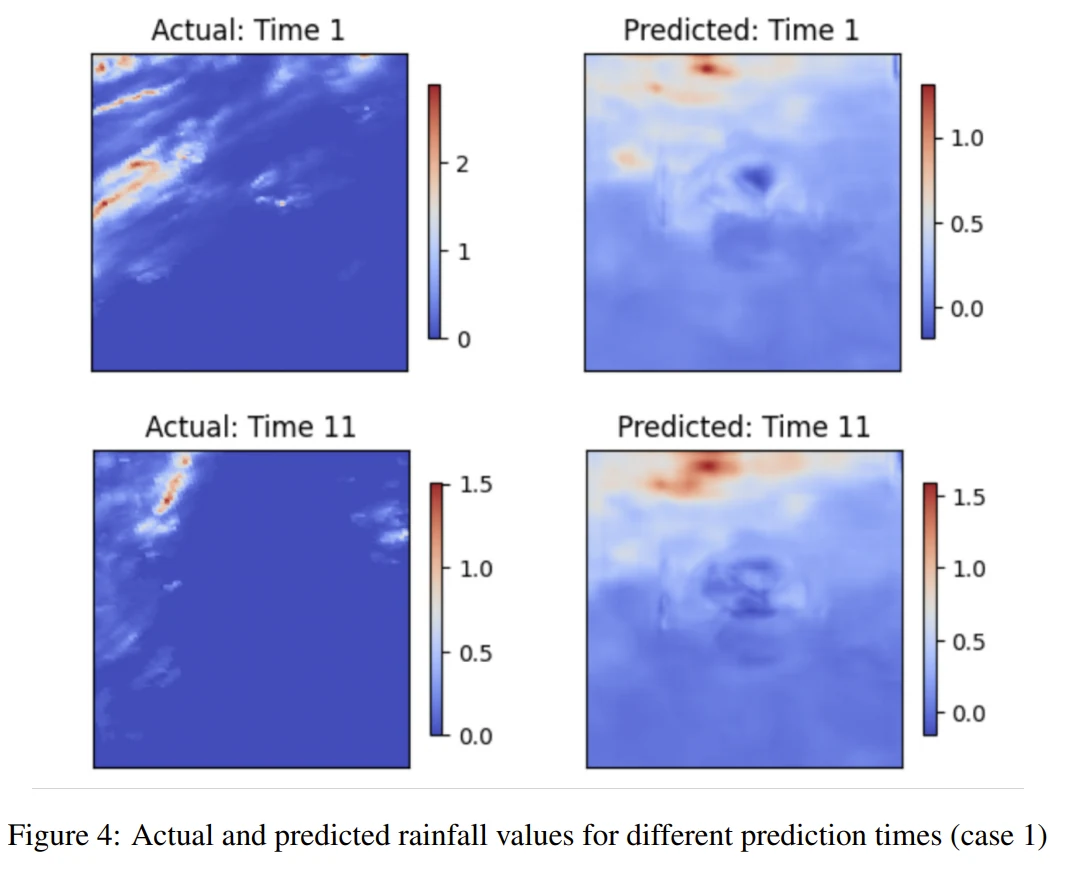 Actual: Time 1
Predicted: Time 1
2
1
0
1.0
0.5
0.0
Actual: Time 11
Predicted: Time 11
1.5
1.0
0.5
0.0
1.5
1.0
0.5
0.0
Figure 4: Actual and predicted rainfall values for different prediction times (case 1)